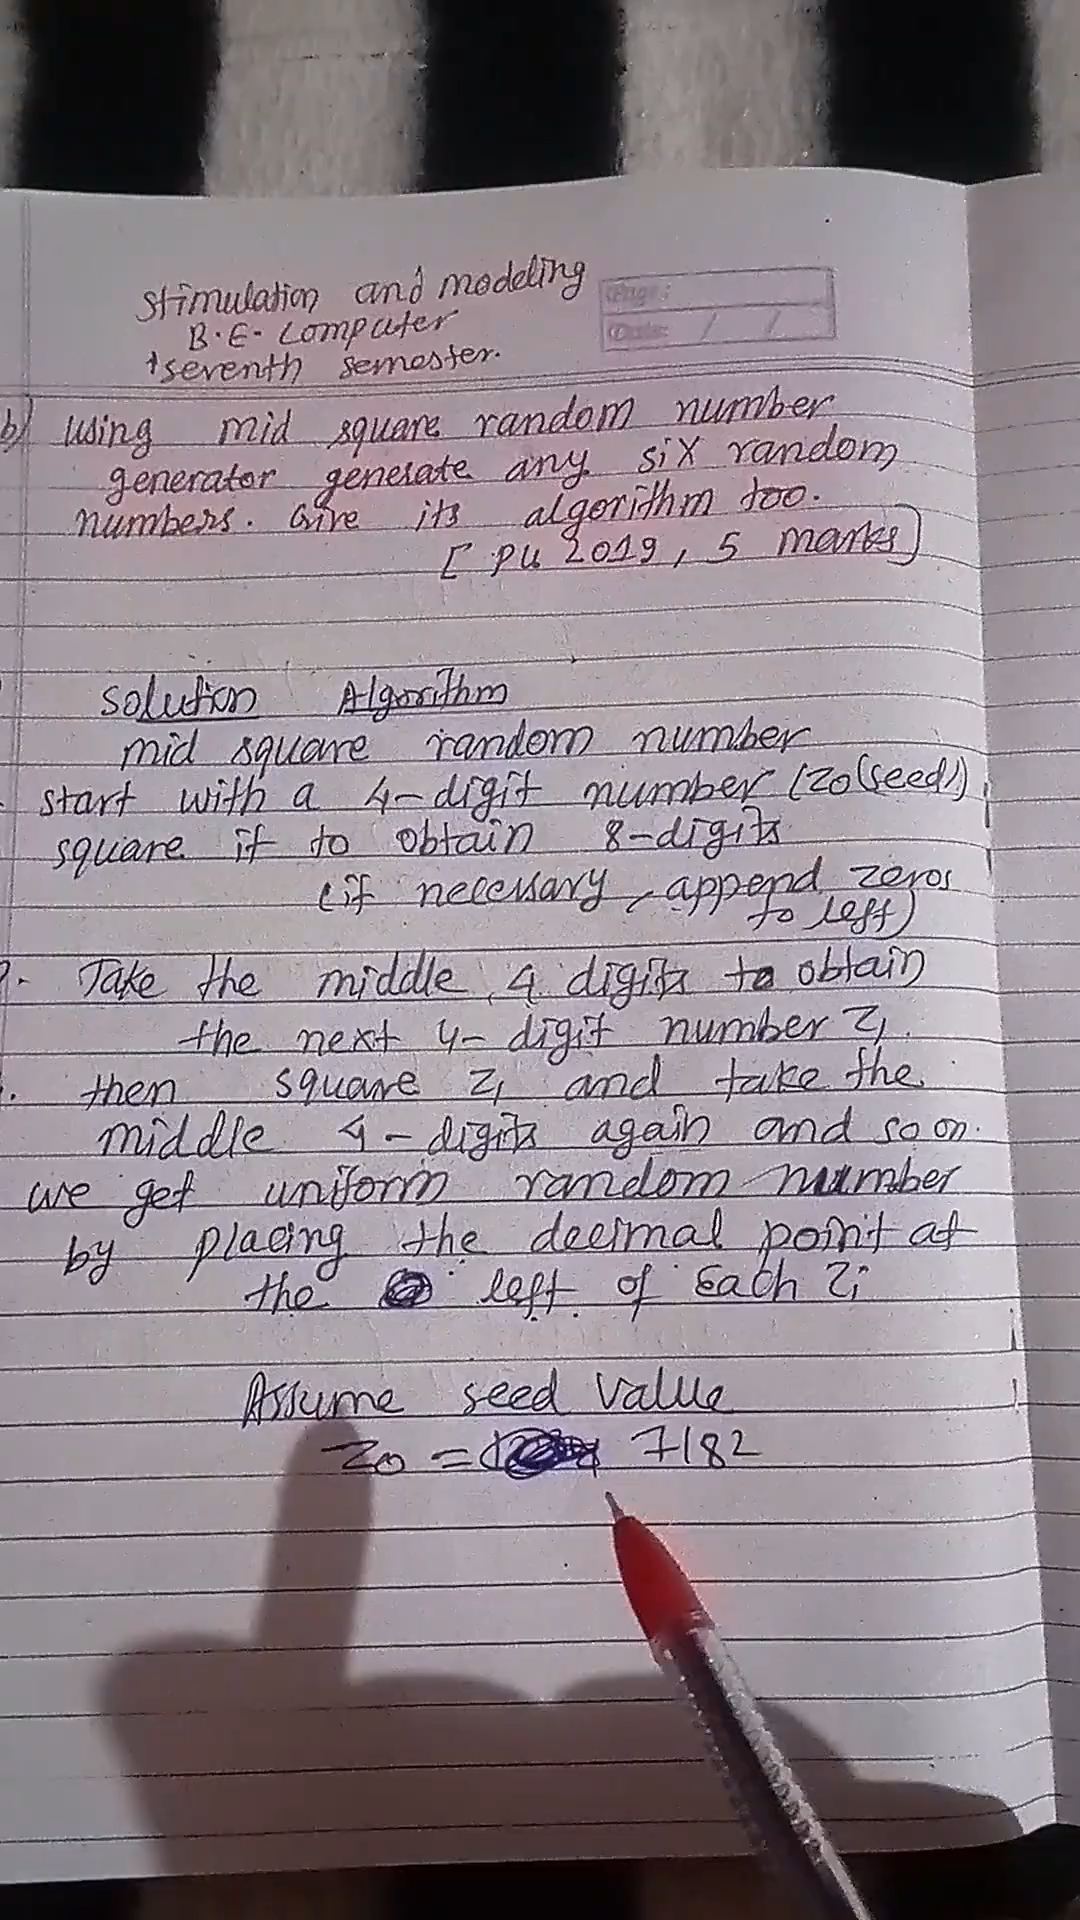 Stimulation and modeling
B.E. Computer
seventh semester.
Page:
Date: / /
b) Using mid square random number
generator generate any six random
numbers. Give its algorithm too.
[ PU 2019, 5 marks]
Solution Algorithm
mid square random number
start with a 4-digit number (Z0(seed))
square it to obtain 8-digits
(if necessary, append zeros
to left)
Take the middle 4 digits to obtain
the next 4-digit number Z1.
then square Z1 and take the
middle 4-digits again and so on.
we get uniform random number
by placing the decimal point at
the left of Each Zi
Assume seed value
Z0 = 7182